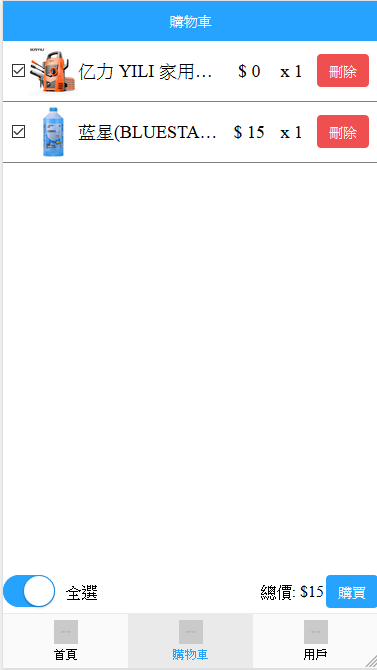 購物車
亿力 YILI 家用… $ 0 x 1 刪除
蓝星(BLUESTA… $ 15 x 1 刪除
全選 總價: $15 購買
首頁 購物車 用戶